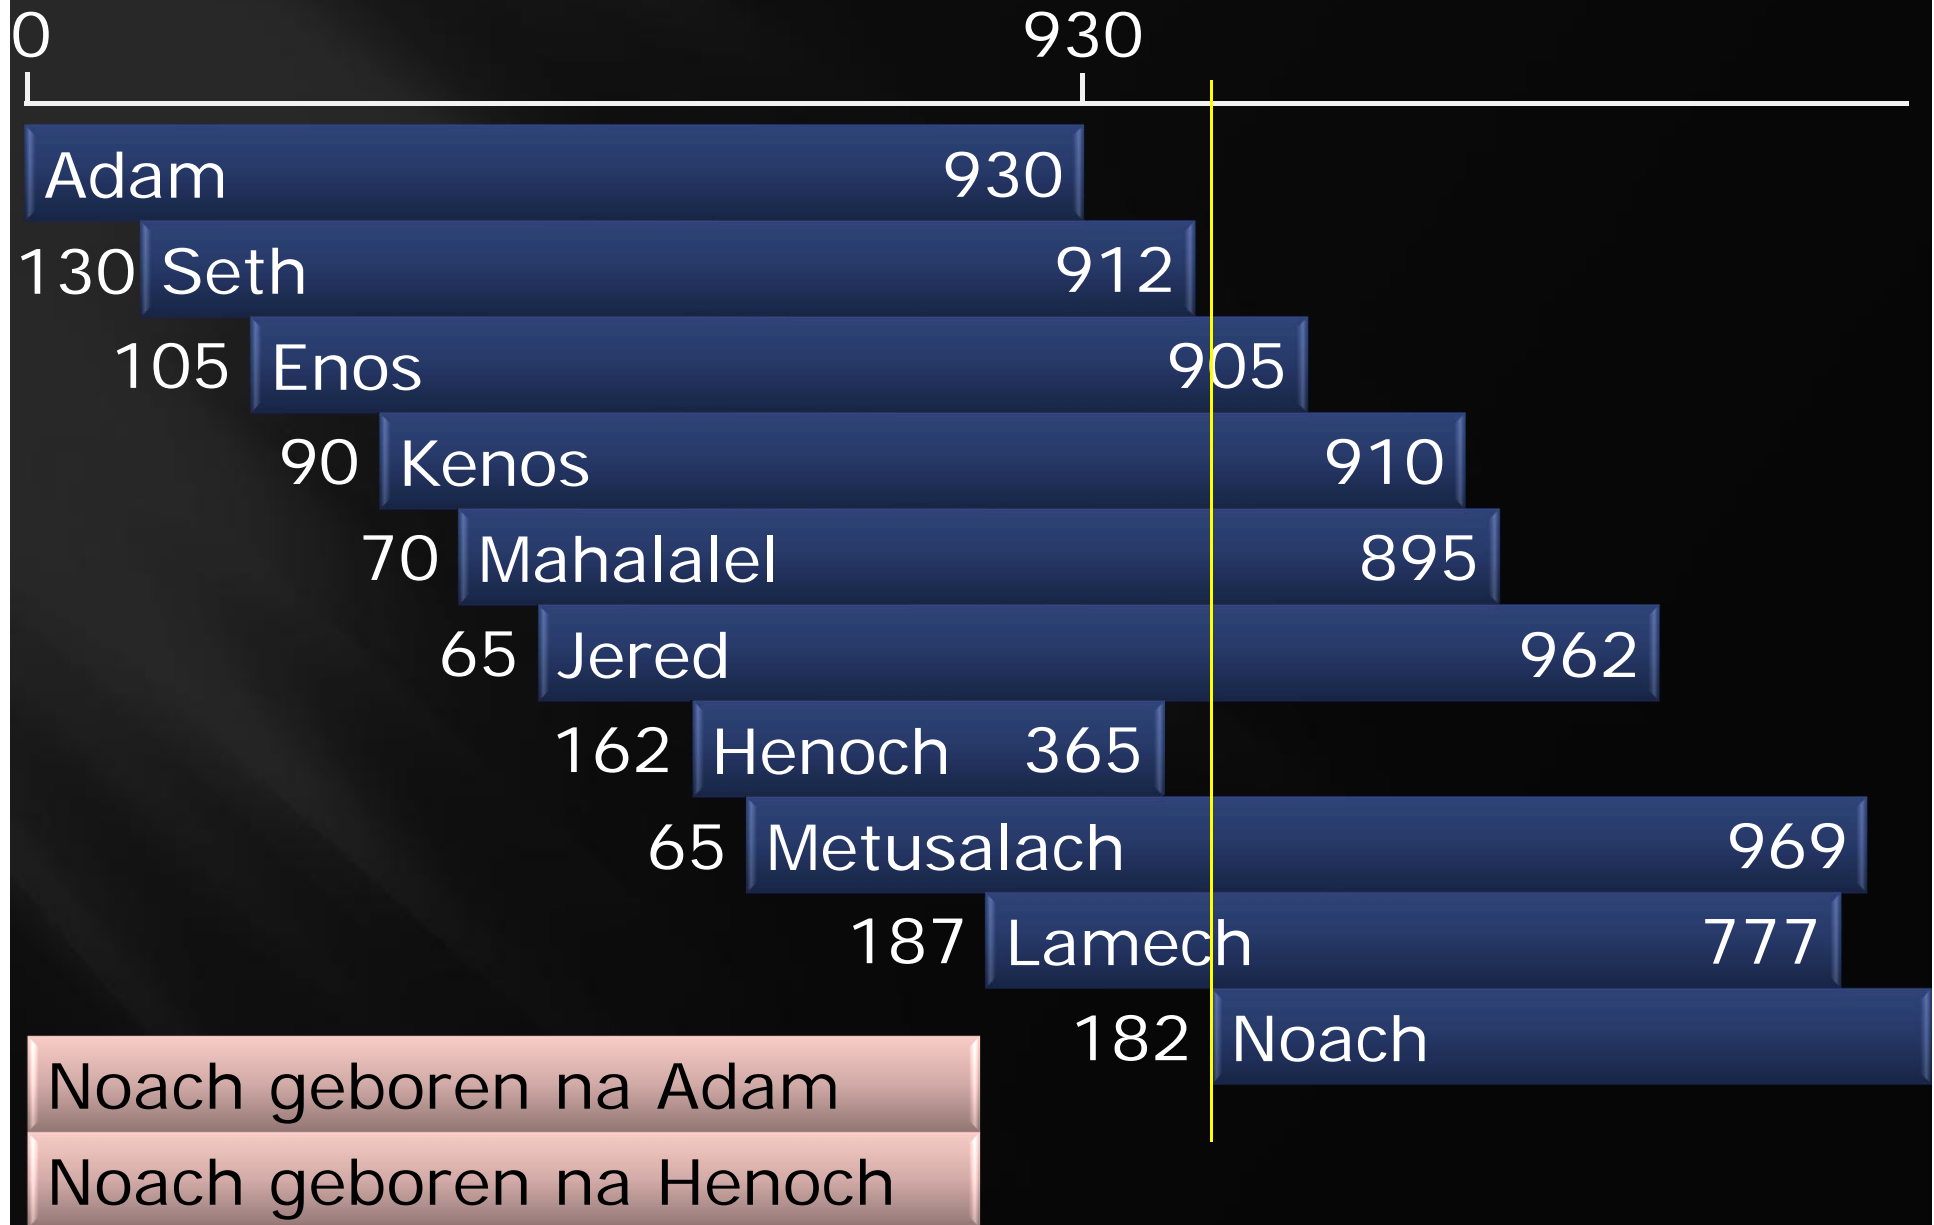 0 930
Adam 930
130 Seth 912
105 Enos 905
90 Kenos 910
70 Mahalalel 895
65 Jered 962
162 Henoch 365
65 Metusalach 969
187 Lamech 777
182 Noach
Noach geboren na Adam
Noach geboren na Henoch